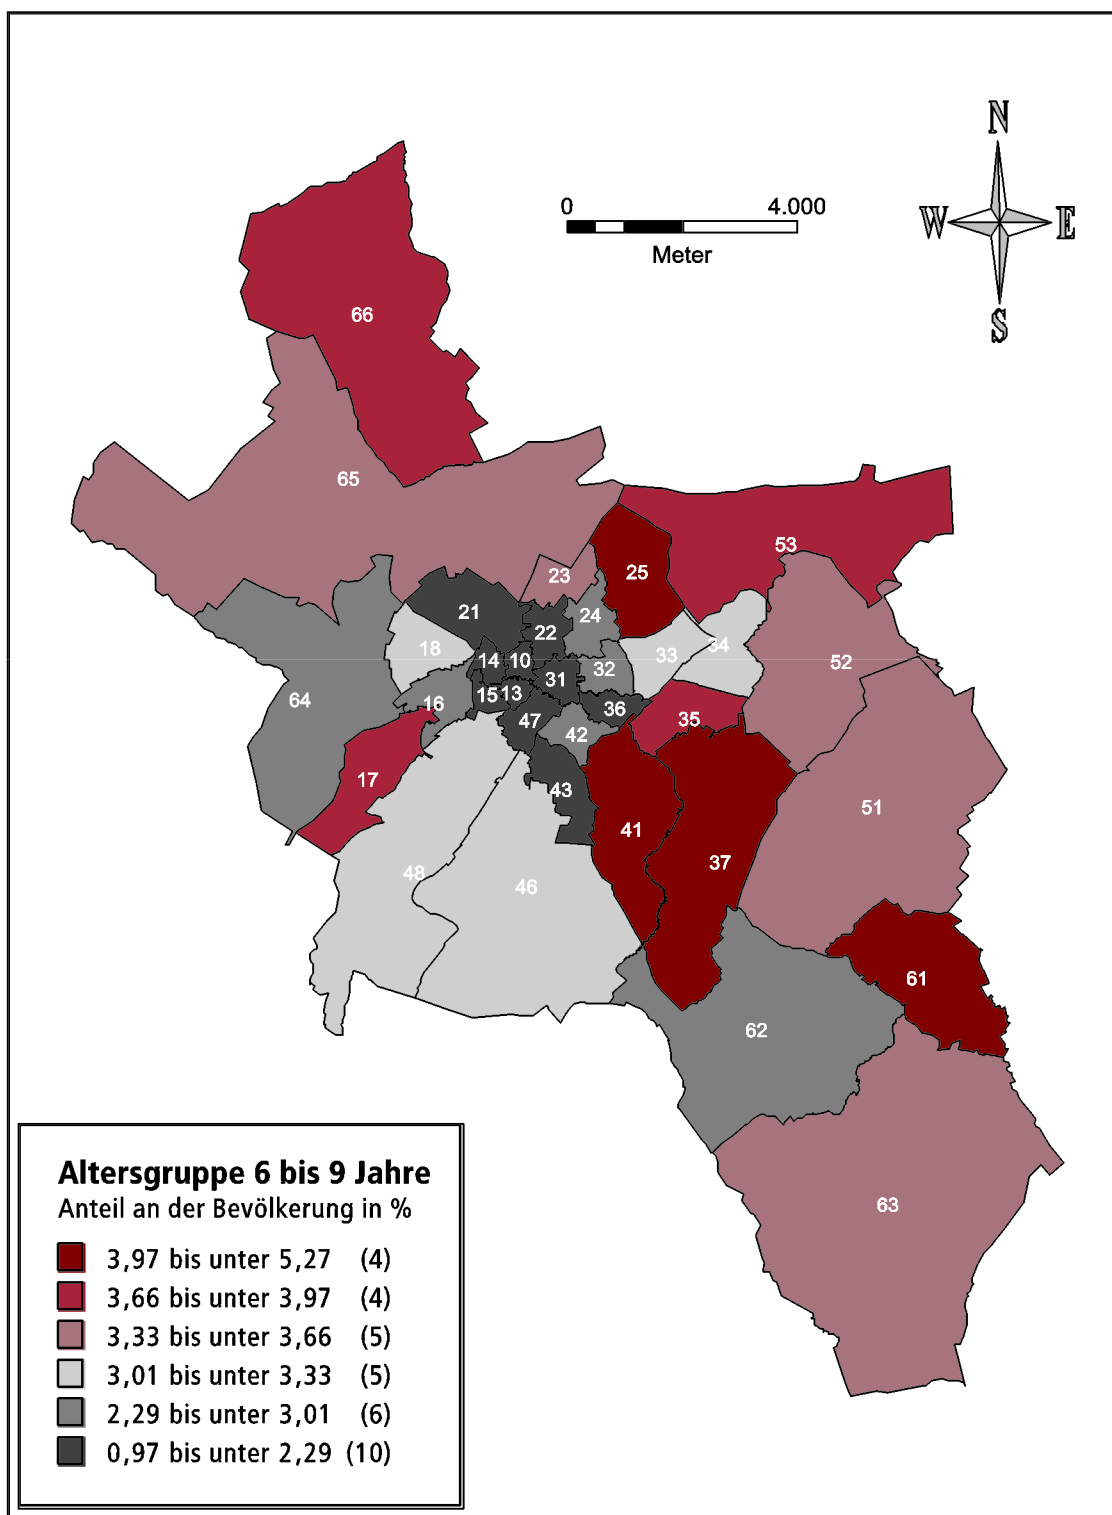 N
0 4.000
W E
Meter
S
66
65
53
25
23
21
24
22
18
33
34
14
10
52
32
31
64
15
13
16
36
47
35
42
17
43
51
41
37
48
46
61
62
63
Altersgruppe 6 bis 9 Jahre
Anteil an der Bevölkerung in %
3,97 bis unter 5,27 (4)
3,66 bis unter 3,97 (4)
3,33 bis unter 3,66 (5)
3,01 bis unter 3,33 (5)
2,29 bis unter 3,01 (6)
0,97 bis unter 2,29 (10)